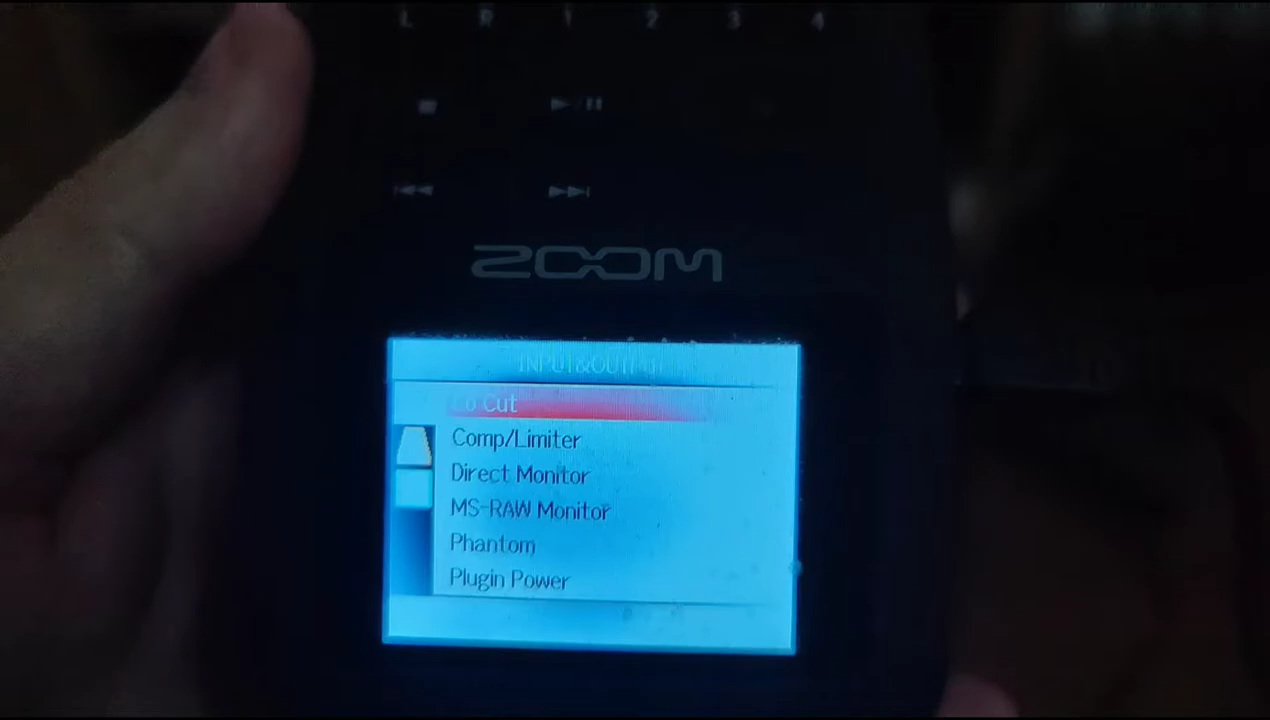 L R 1 2 3 4
ZOOM
INPUT&OUTPUT
Lo Cut
Comp/Limiter
Direct Monitor
MS-RAW Monitor
Phantom
Plugin Power